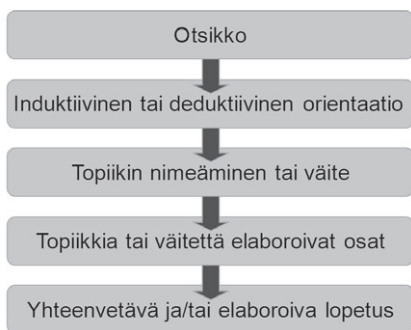 Otsikko
Induktiivinen tai deduktiivinen orientaatio
Topiikin nimeäminen tai väite
Topiikkia tai väitettä elaboroivat osat
Yhteenvetävä ja/tai elaboroiva lopetus